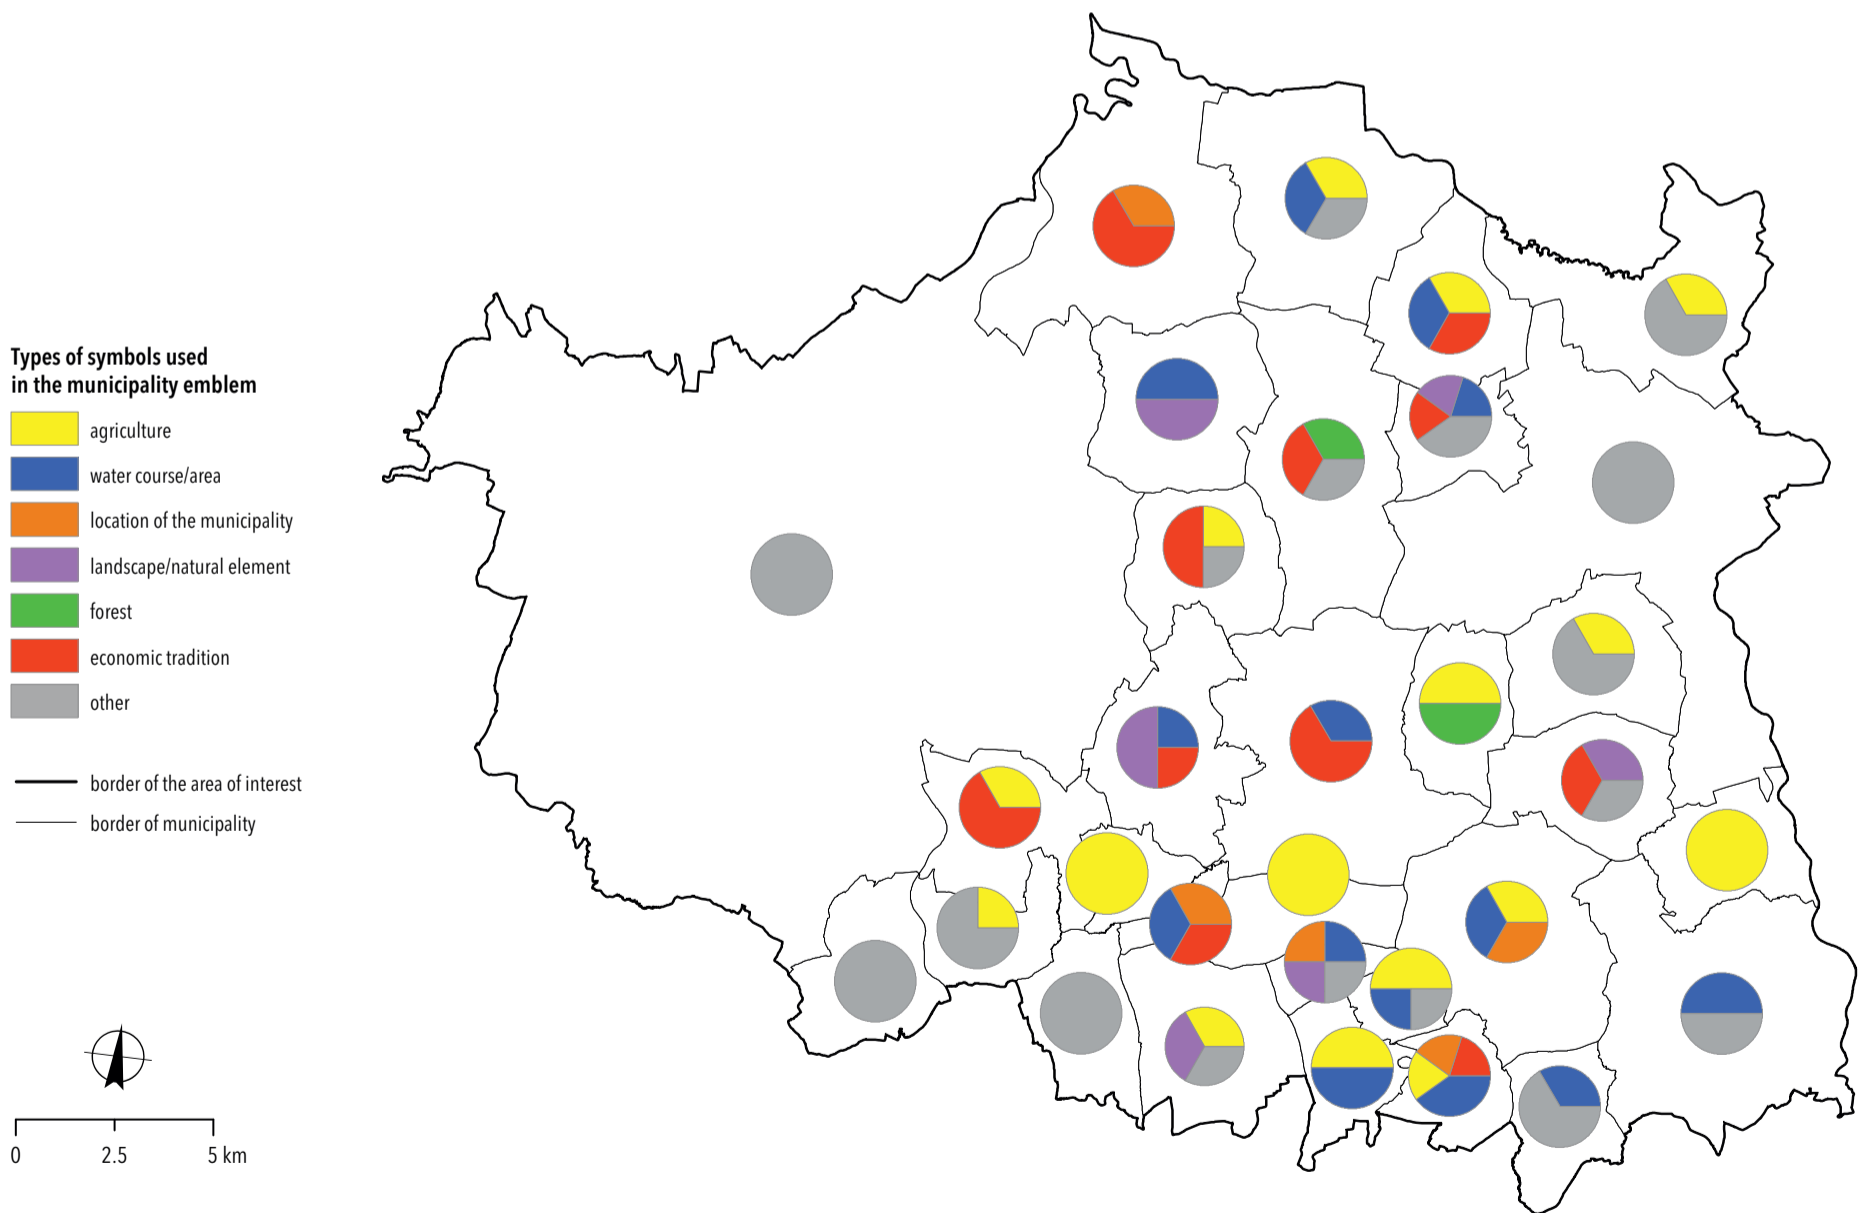 Types of symbols used
in the municipality emblem
agriculture
water course/area
location of the municipality
landscape/natural element
forest
economic tradition
other
border of the area of interest
border of municipality
0 2.5 5 km